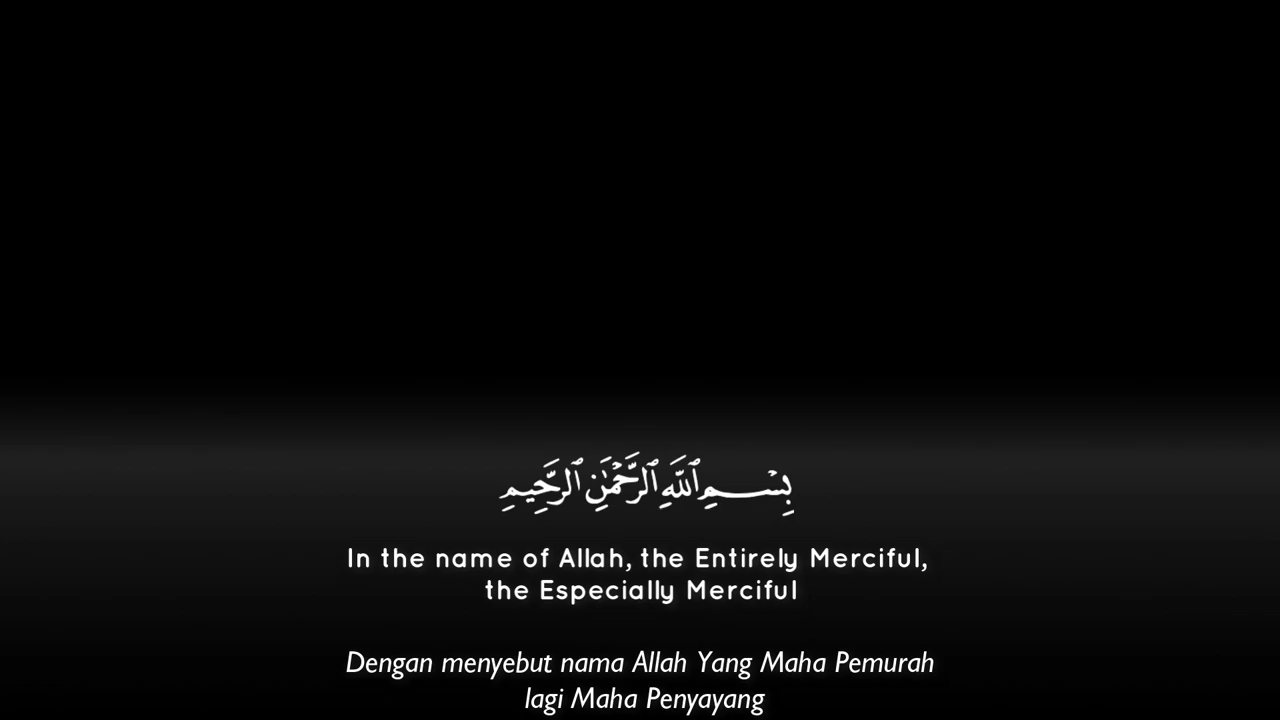 بِسْمِ ٱللَّهِ ٱلرَّحْمَٰنِ ٱلرَّحِيمِ
In the name of Allah, the Entirely Merciful,
the Especially Merciful
Dengan menyebut nama Allah Yang Maha Pemurah
lagi Maha Penyayang